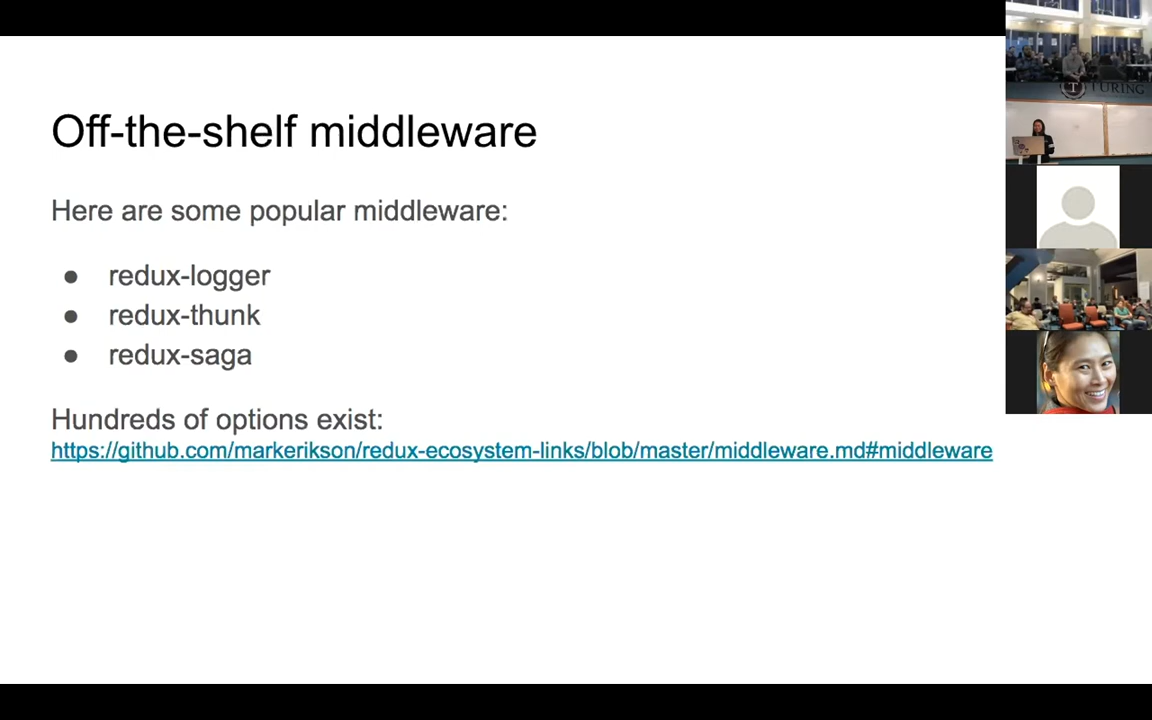 Off-the-shelf middleware
Here are some popular middleware:
● redux-logger
● redux-thunk
● redux-saga
Hundreds of options exist:
https://github.com/markerikson/redux-ecosystem-links/blob/master/middleware.md#middleware
TURING